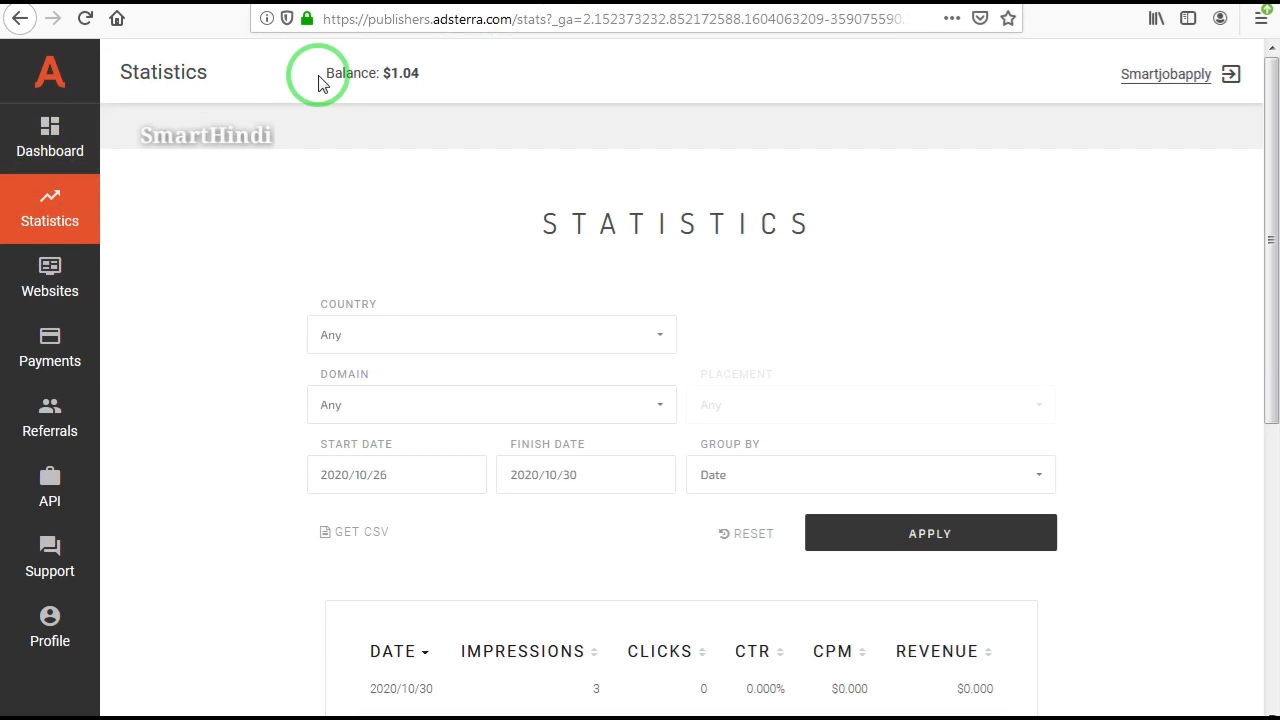 https://publishers.adsterra.com/stats?_ga=2.152373232.852172588.1604063209-359075590.
Statistics
Balance: $1.04
Smartjobapply
SmartHindi
Dashboard
Statistics
Websites
Payments
Referrals
API
Support
Profile
STATISTICS
COUNTRY
Any
DOMAIN
PLACEMENT
Any
Any
START DATE
FINISH DATE
GROUP BY
2020/10/26
2020/10/30
Date
GET CSV
RESET
APPLY
DATE IMPRESSIONS CLICKS CTR CPM REVENUE
2020/10/30 3 0 0.000% $0.000 $0.000